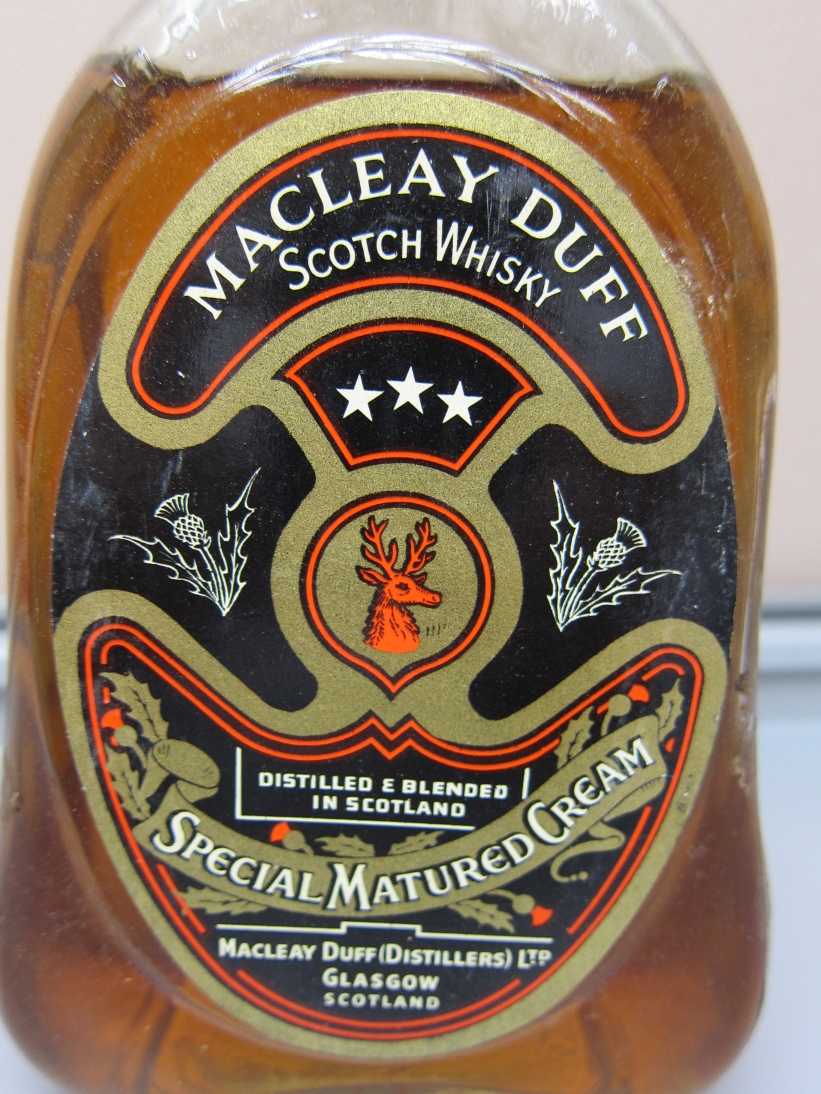 MACLEAY DUFF
SCOTCH WHISKY
DISTILLED & BLENDED
IN SCOTLAND
SPECIAL MATURED CREAM
MACLEAY DUFF (DISTILLERS) LTD
GLASGOW
SCOTLAND